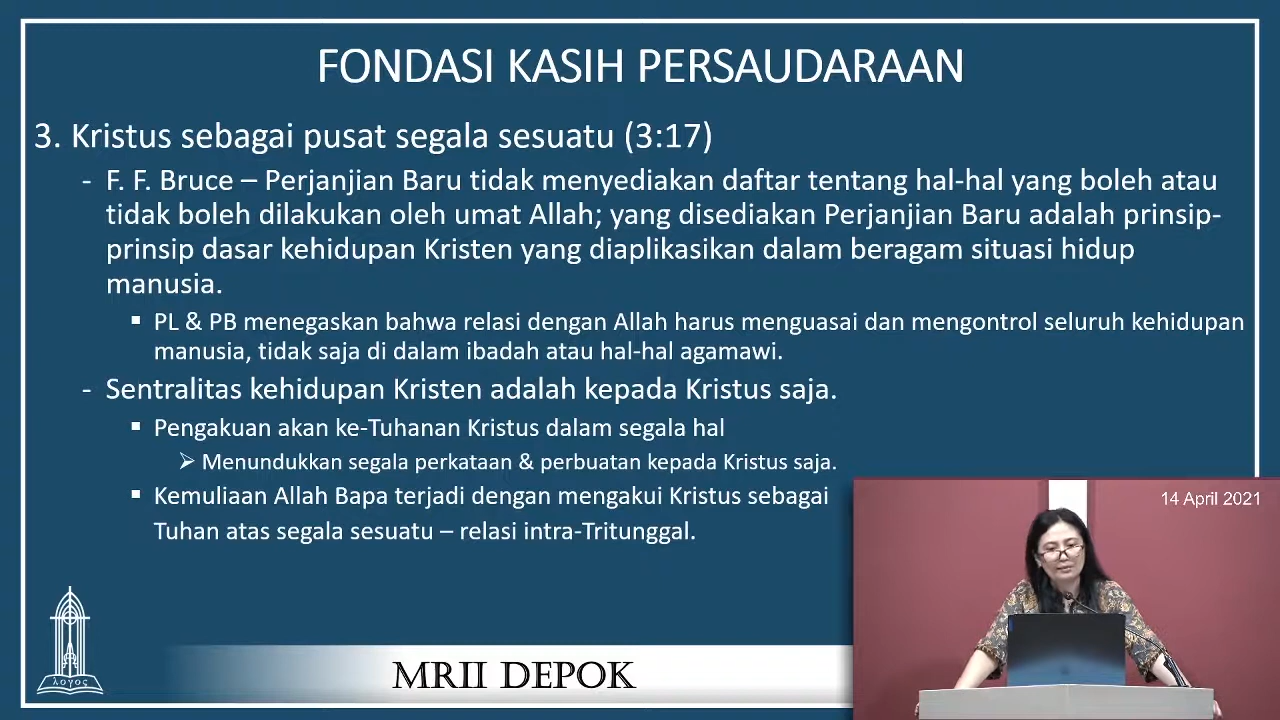 FONDASI KASIH PERSAUDARAAN
3. Kristus sebagai pusat segala sesuatu (3:17)
- F. F. Bruce – Perjanjian Baru tidak menyediakan daftar tentang hal-hal yang boleh atau
tidak boleh dilakukan oleh umat Allah; yang disediakan Perjanjian Baru adalah prinsip-
prinsip dasar kehidupan Kristen yang diaplikasikan dalam beragam situasi hidup
manusia.
▪ PL & PB menegaskan bahwa relasi dengan Allah harus menguasai dan mengontrol seluruh kehidupan
manusia, tidak saja di dalam ibadah atau hal-hal agamawi.
- Sentralitas kehidupan Kristen adalah kepada Kristus saja.
▪ Pengakuan akan ke-Tuhanan Kristus dalam segala hal
➢ Menundukkan segala perkataan & perbuatan kepada Kristus saja.
▪ Kemuliaan Allah Bapa terjadi dengan mengakui Kristus sebagai
Tuhan atas segala sesuatu – relasi intra-Tritunggal.
14 April 2021
λογος
MRII DEPOK